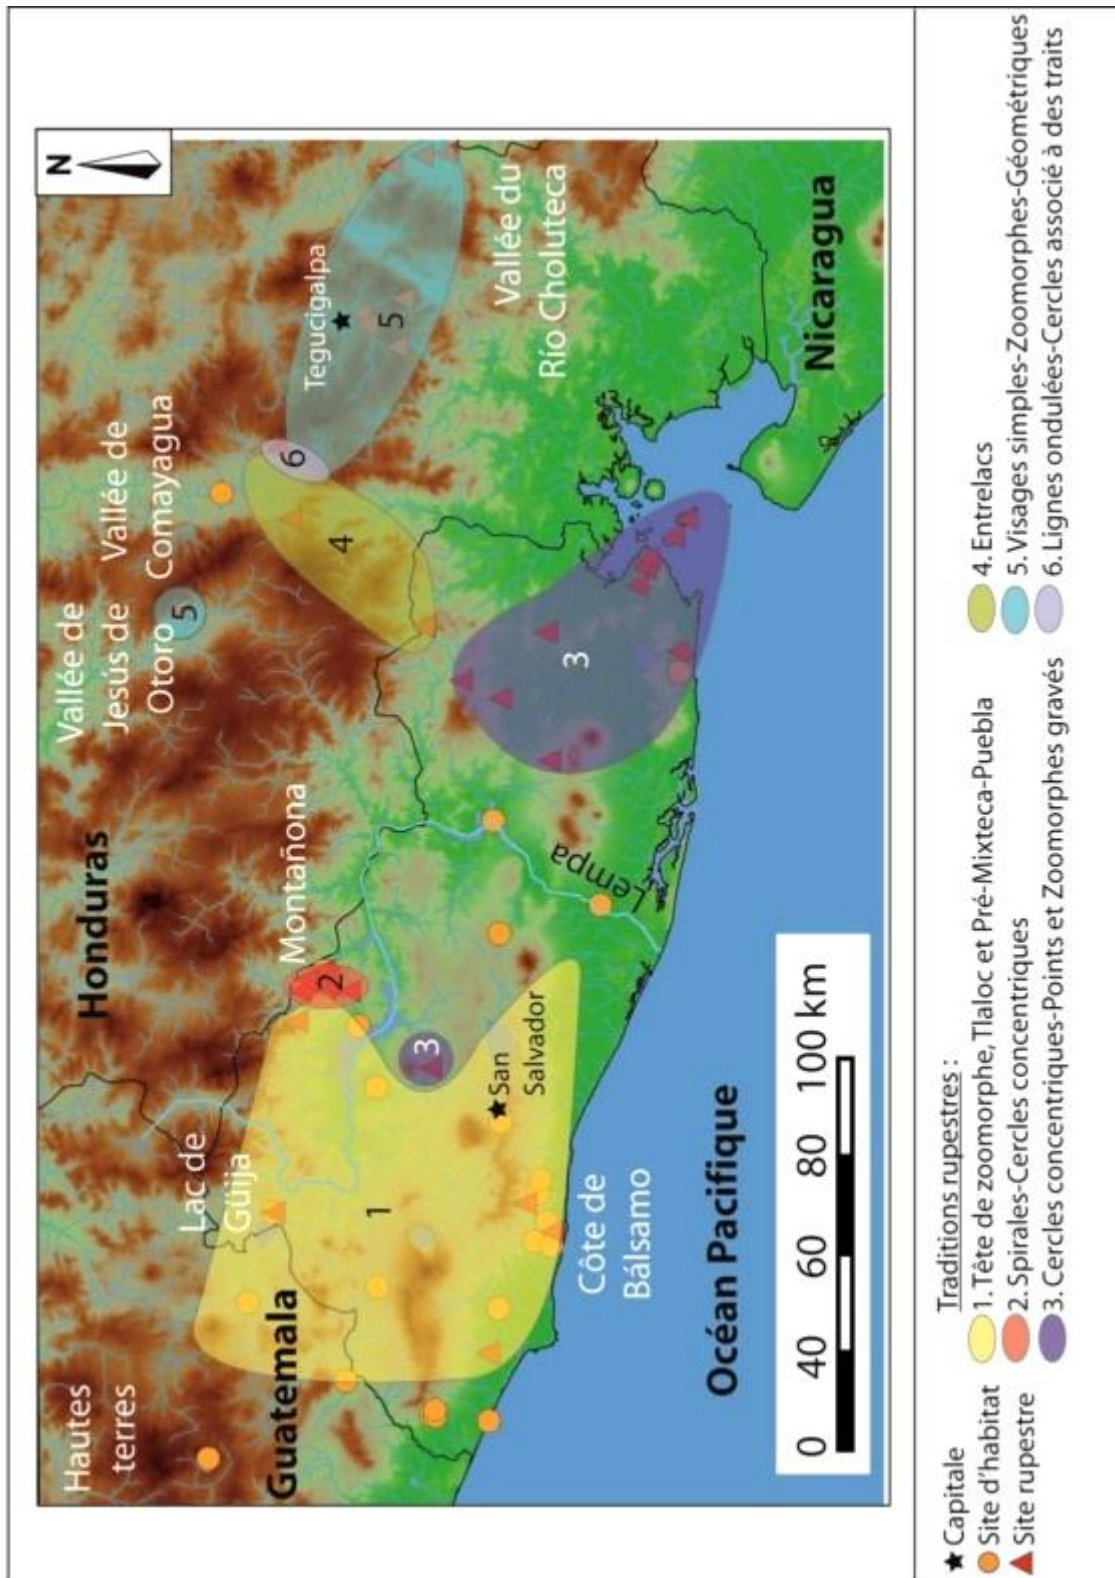 N
Hautes
terres
Guatemala
Lac de
Güija
Honduras
Montañona
Vallée de
Jesús de
Otoro
Vallée de
Comayagua
Tegucigalpa
Vallée du
Río Choluteca
Nicaragua
1
2
3
3
4
5
5
6
San
Salvador
Lempa
Côte de
Bálsamo
Océan Pacifique
0 40 60 80 100 km
Capitale
Site d'habitat
Site rupestre
Traditions rupestres :
1. Tête de zoomorphe, Tlaloc et Pré-Mixteca-Puebla
2. Spirales-Cercles concentriques
3. Cercles concentriques-Points et Zoomorphes gravés
4. Entrelacs
5. Visages simples-Zoomorphes-Géométriques
6. Lignes ondulées-Cercles associé à des traits